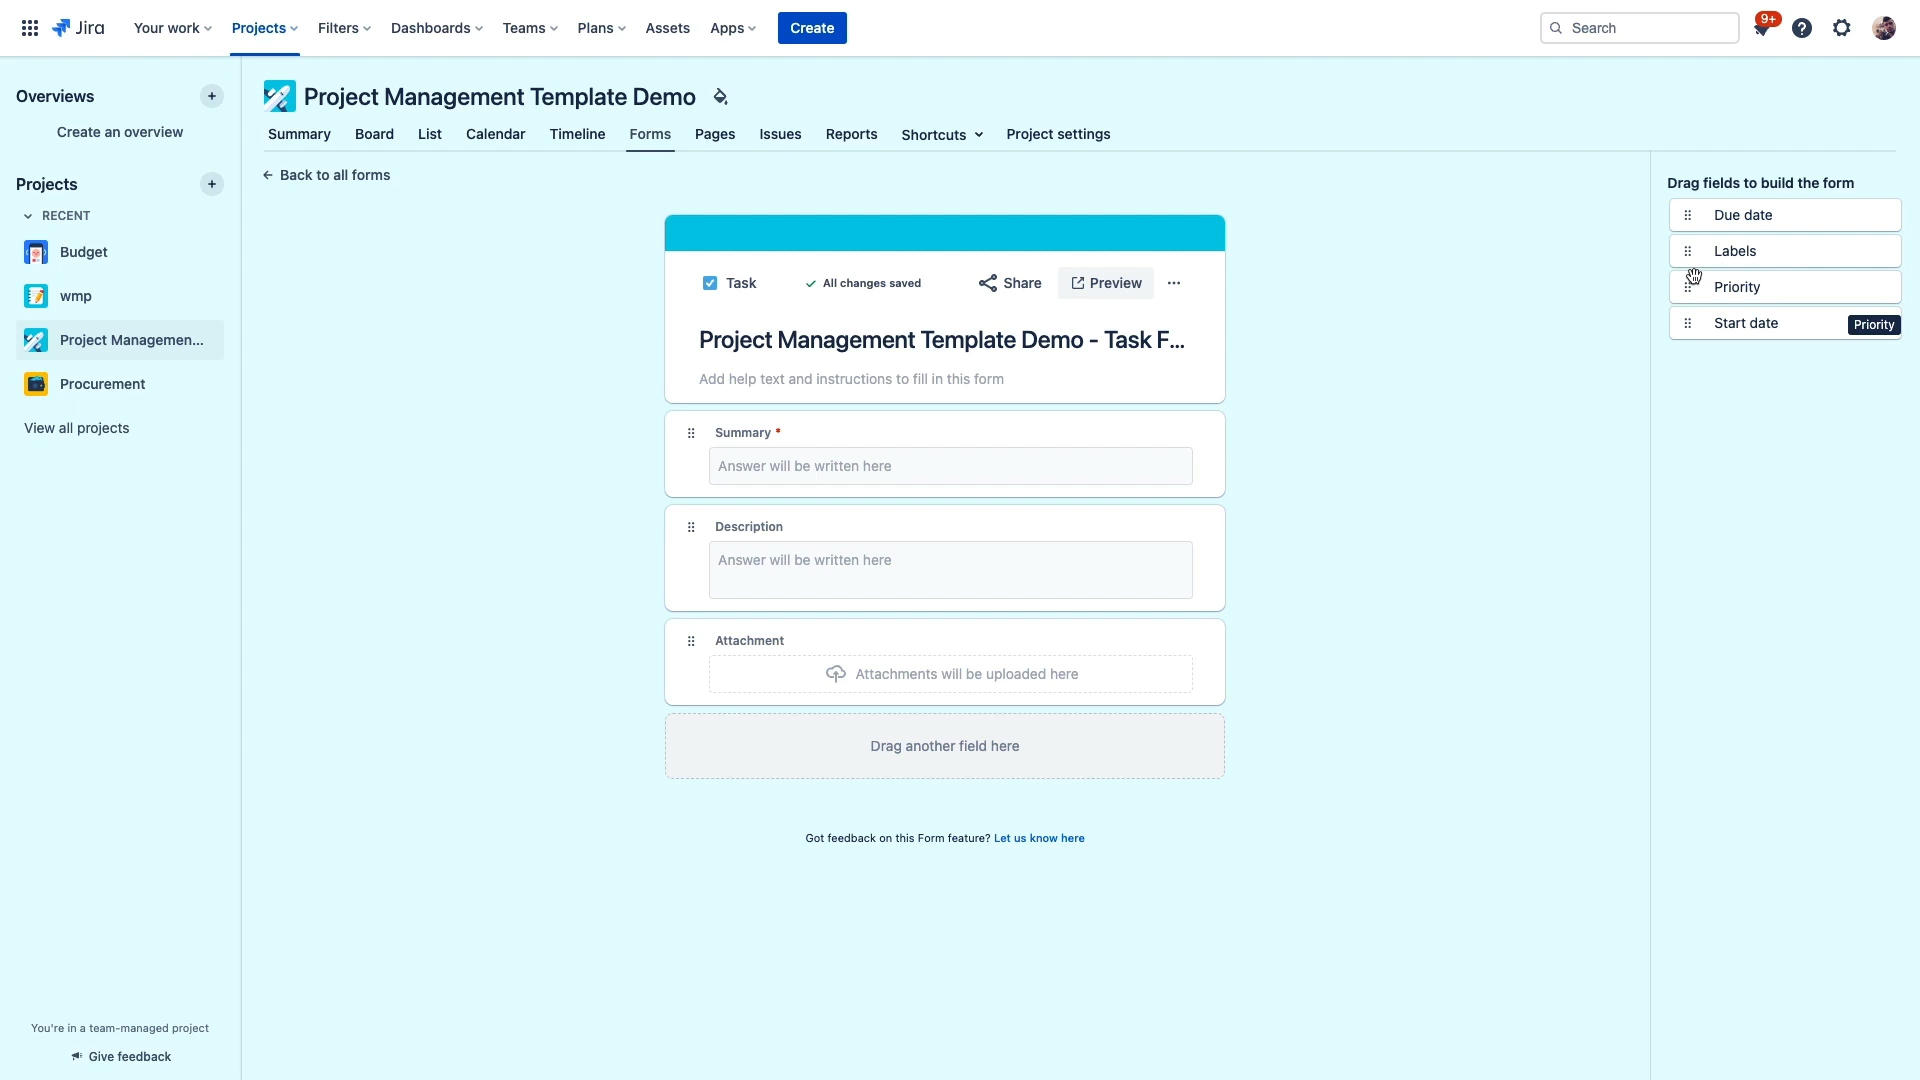 Jira
Your work
Projects
Filters
Dashboards
Teams
Plans
Assets
Apps
Create
Search
9+
Overviews
Create an overview
Projects
RECENT
Budget
wmp
Project Managemen...
Procurement
View all projects
You're in a team-managed project
Give feedback
Project Management Template Demo
Summary
Board
List
Calendar
Timeline
Forms
Pages
Issues
Reports
Shortcuts
Project settings
Back to all forms
Task
All changes saved
Share
Preview
Project Management Template Demo - Task F...
Add help text and instructions to fill in this form
Summary *
Answer will be written here
Description
Answer will be written here
Attachment
Attachments will be uploaded here
Drag another field here
Got feedback on this Form feature? Let us know here
Drag fields to build the form
Due date
Labels
Priority
Start date
Priority